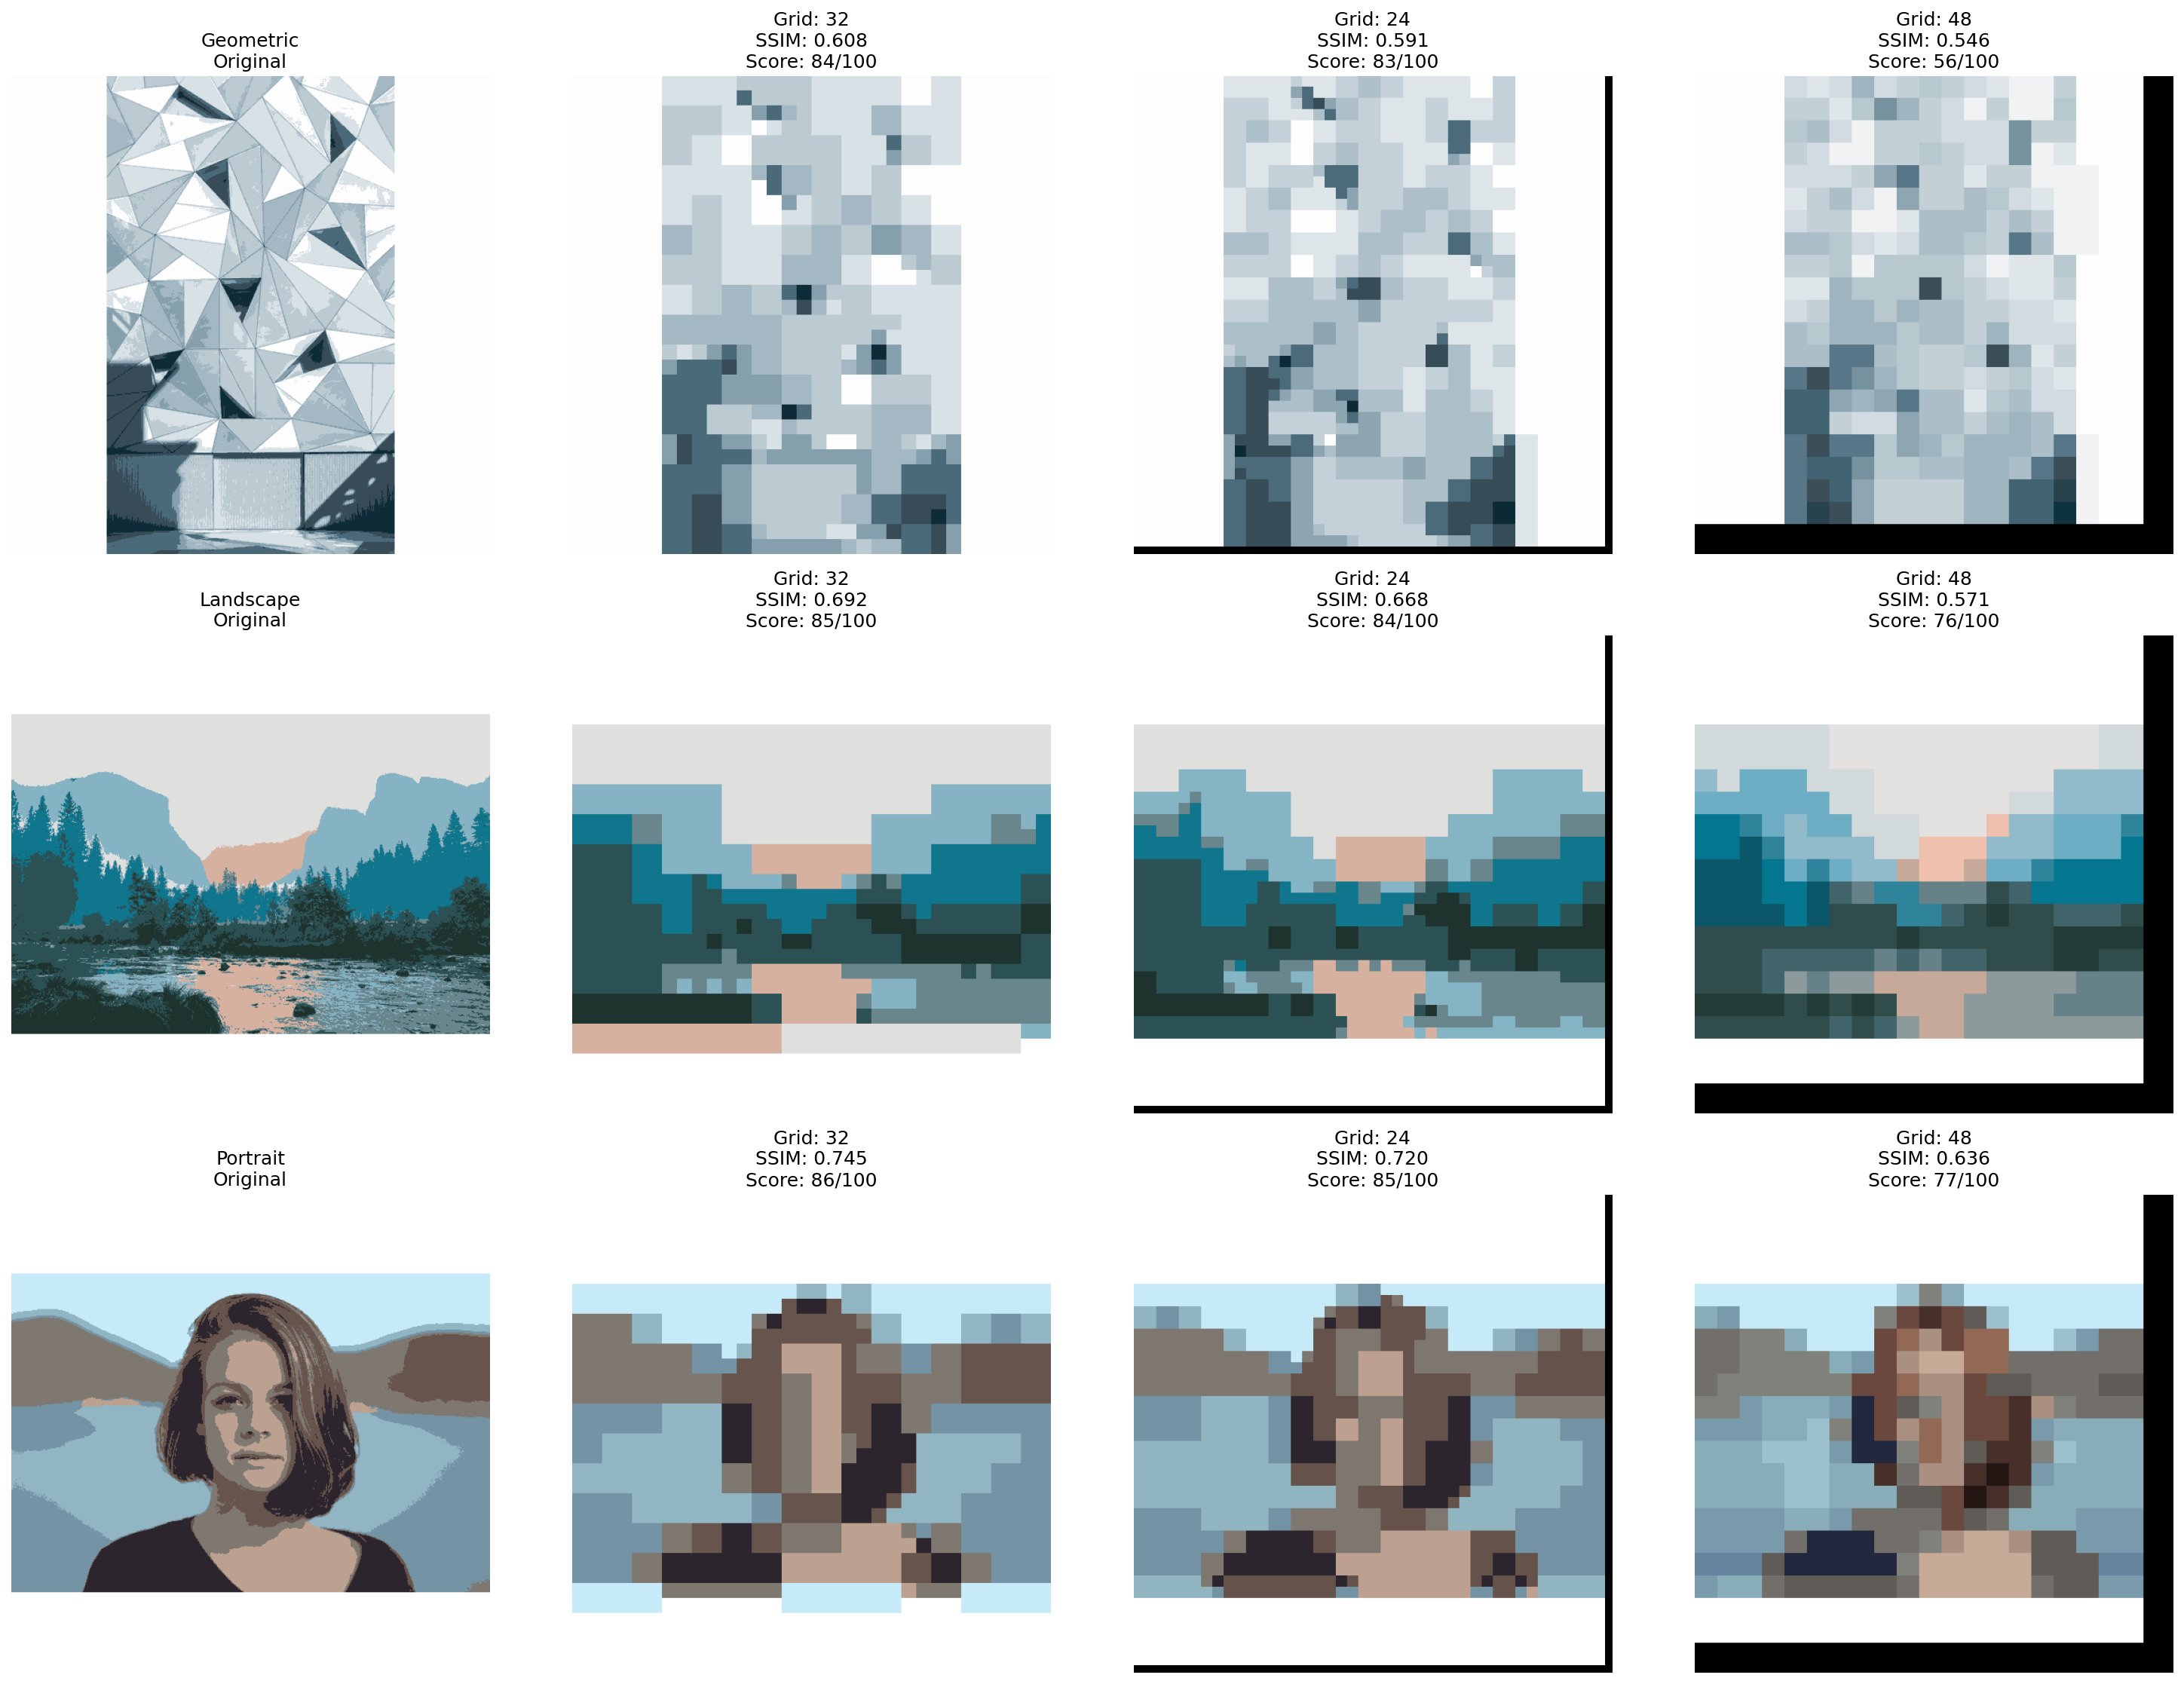 Geometric
Original
Grid: 32
SSIM: 0.608
Score: 84/100
Grid: 24
SSIM: 0.591
Score: 83/100
Grid: 48
SSIM: 0.546
Score: 56/100
Landscape
Original
Grid: 32
SSIM: 0.692
Score: 85/100
Grid: 24
SSIM: 0.668
Score: 84/100
Grid: 48
SSIM: 0.571
Score: 76/100
Portrait
Original
Grid: 32
SSIM: 0.745
Score: 86/100
Grid: 24
SSIM: 0.720
Score: 85/100
Grid: 48
SSIM: 0.636
Score: 77/100